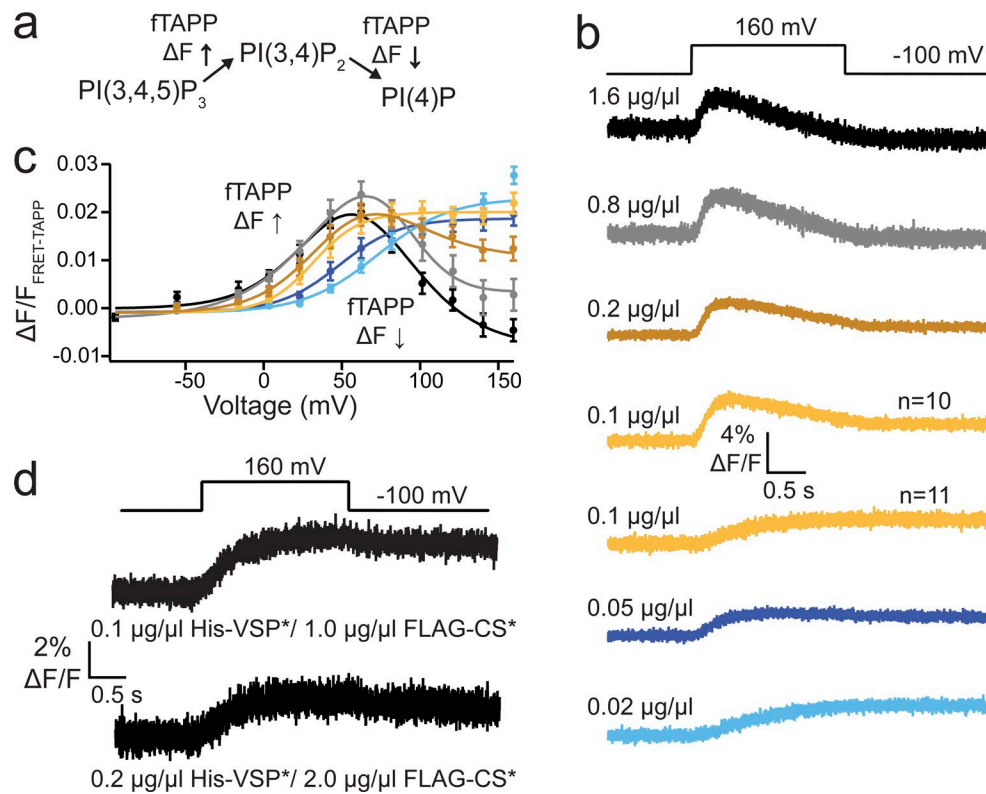 a
fTAPP
ΔF ↑
PI(3,4)P₂
fTAPP
ΔF ↓
PI(3,4,5)P₃
PI(4)P
b
160 mV
-100 mV
1.6 µg/µl
0.8 µg/µl
0.2 µg/µl
0.1 µg/µl
n=10
4%
ΔF/F
0.5 s
0.1 µg/µl
n=11
0.05 µg/µl
0.02 µg/µl
c
ΔF/F FRET-TAPP
0.03
0.02
0.01
0.00
-0.01
fTAPP
ΔF ↑
fTAPP
ΔF ↓
-50
0
50
100
150
Voltage (mV)
d
160 mV
-100 mV
0.1 µg/µl His-VSP*/ 1.0 µg/µl FLAG-CS*
2%
ΔF/F
0.5 s
0.2 µg/µl His-VSP*/ 2.0 µg/µl FLAG-CS*